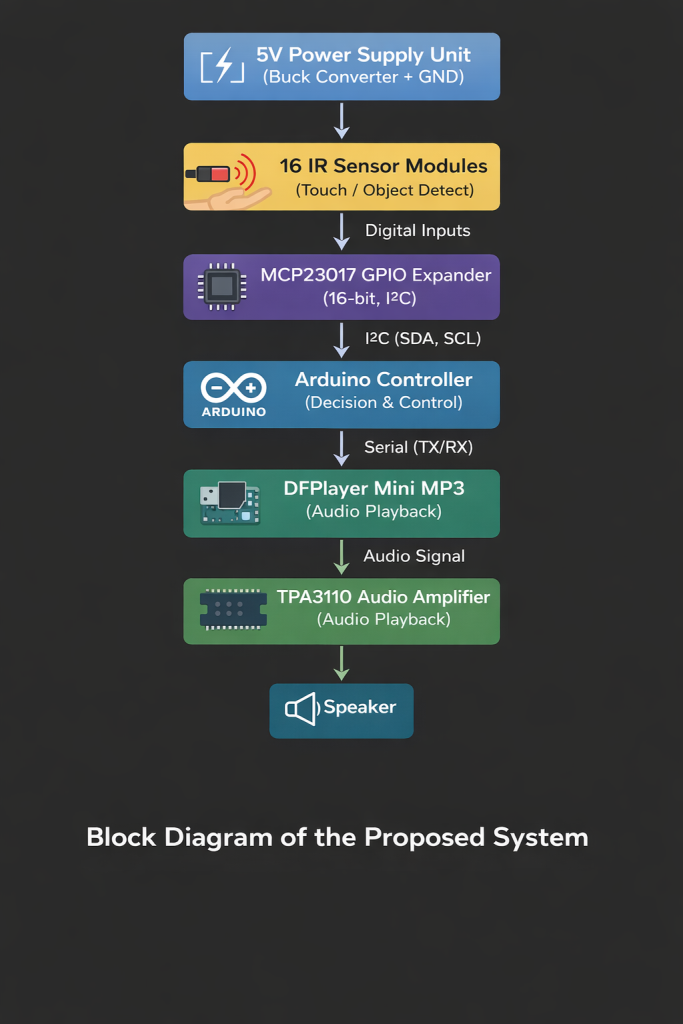 5V Power Supply Unit
(Buck Converter + GND)
16 IR Sensor Modules
(Touch / Object Detect)
Digital Inputs
MCP23017 GPIO Expander
(16-bit, I²C)
I²C (SDA, SCL)
Arduino Controller
(Decision & Control)
ARDUINO
Serial (TX/RX)
DFPlayer Mini MP3
(Audio Playback)
Audio Signal
TPA3110 Audio Amplifier
(Audio Playback)
Speaker
Block Diagram of the Proposed System